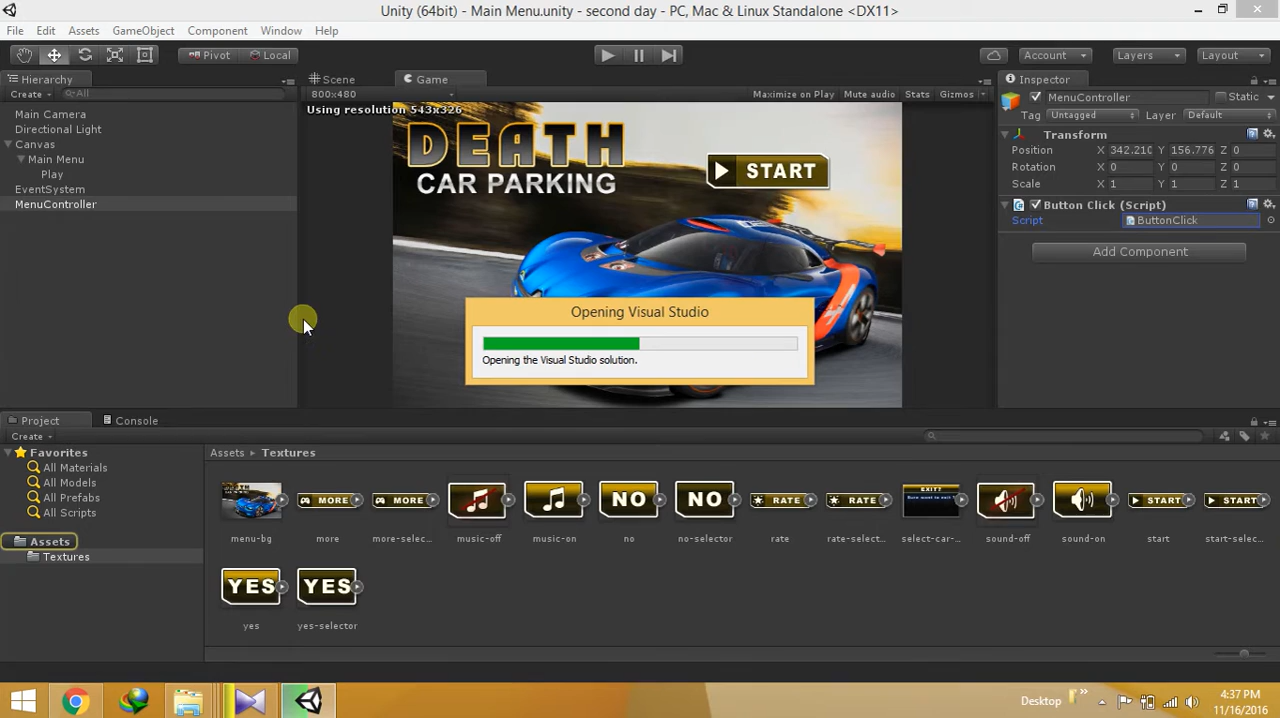 Unity (64bit) - Main Menu.unity - second day - PC, Mac & Linux Standalone <DX11>
File Edit Assets GameObject Component Window Help
Pivot Local Account Layers Layout
Hierarchy Scene Game Inspector
Create All 800x480 Maximize on Play Mute audio Stats Gizmos MenuController Static
Using resolution 543x326
Tag Untagged Layer Default
Main Camera
Directional Light
Canvas
Main Menu
Play
EventSystem
MenuController
DEATH
CAR PARKING
START
Transform
Position X 342.210 Y 156.776 Z 0
Rotation X 0 Y 0 Z 0
Scale X 1 Y 1 Z 1
Button Click (Script)
Script ButtonClick
Add Component
Opening Visual Studio
Opening the Visual Studio solution.
Project Console
Create
Favorites
All Materials
All Models
All Prefabs
All Scripts
Assets
Textures
Assets Textures
MORE MORE NO NO RATE RATE EXIT? START START
menu-bg more more-selec... music-off music-on no no-selector rate rate-select... select-car-... sound-off sound-on start start-selec...
YES YES
yes yes-selector
Desktop
4:37 PM
11/16/2016